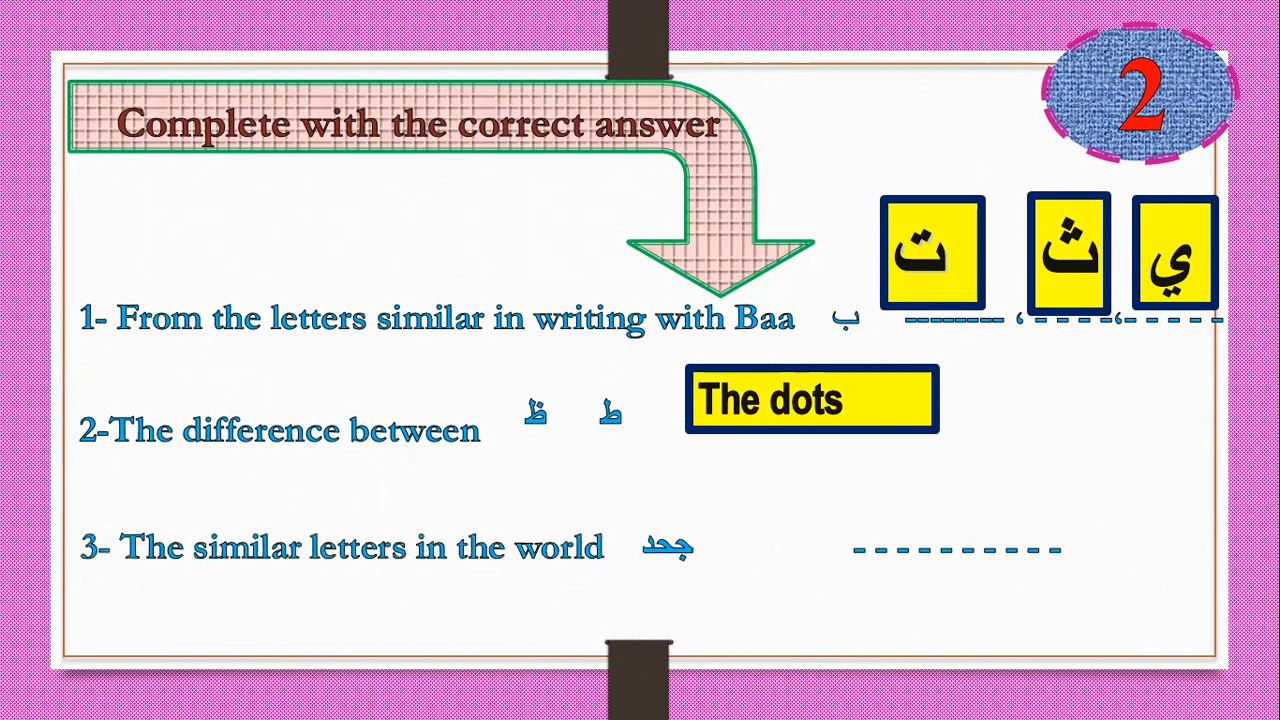 2
Complete with the correct answer
ت ث ي
1- From the letters similar in writing with Baa ب -------- ، - - - - -، - - - - - -
The dots
2-The difference between ظ ط
3- The similar letters in the world جحد - - - - - - - - - -